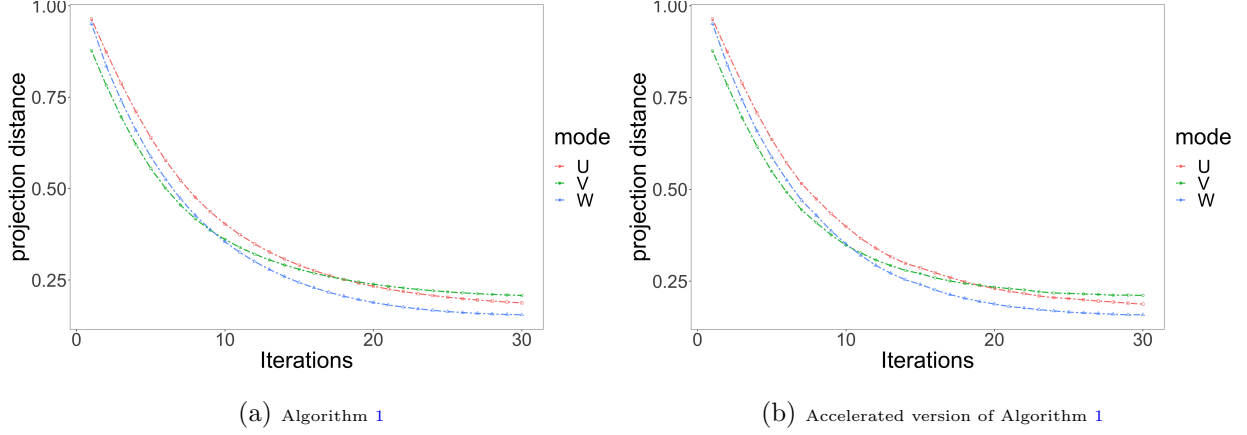 1.00
0.75
0.50
0.25
projection distance
0
10
20
30
Iterations
mode
U
V
W
(a) Algorithm 1
1.00
0.75
0.50
0.25
projection distance
0
10
20
30
Iterations
mode
U
V
W
(b) Accelerated version of Algorithm 1